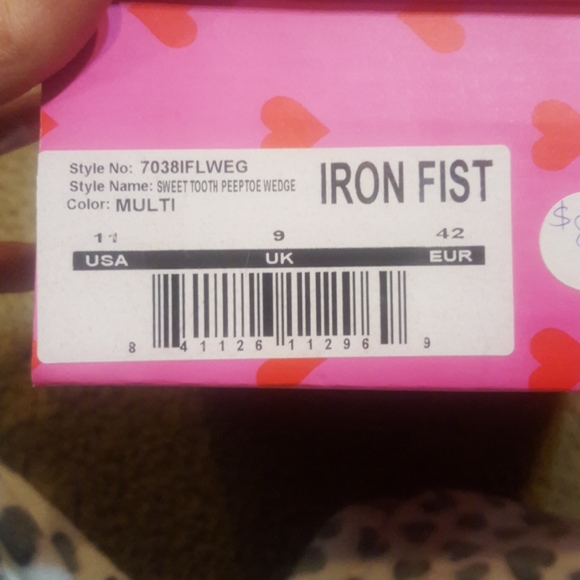 Style No: 7038IFLWEG
Style Name: SWEET TOOTH PEEPTOE WEDGE
IRON FIST
Color: MULTI
11 9 42
USA UK EUR
8 41126 11296 9
$